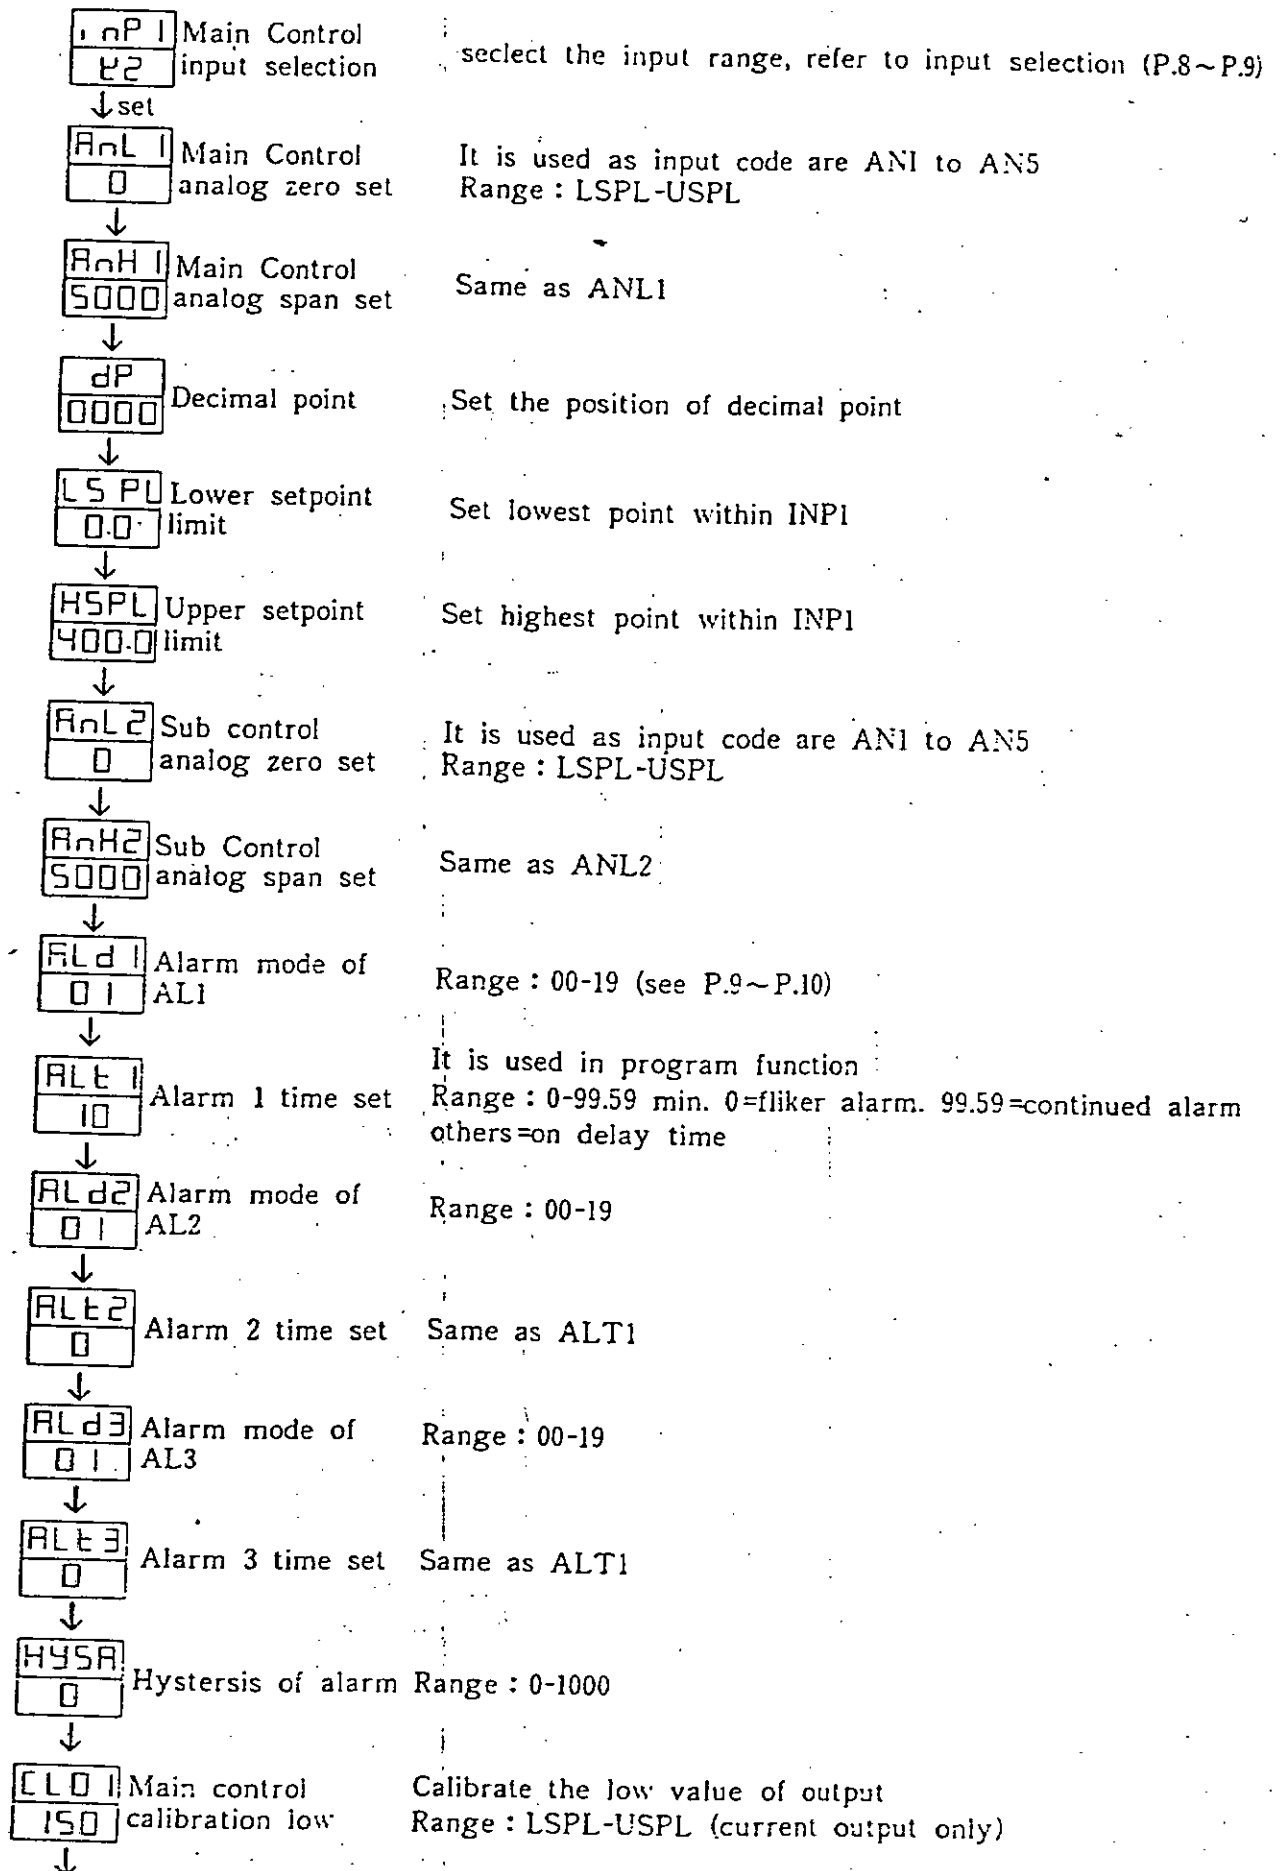 inP1 Main Control
K2 input selection seclect the input range, refer to input selection (P.8~P.9)
↓set
AnL1 Main Control It is used as input code are AN1 to AN5
0 analog zero set Range : LSPL-USPL
↓
AnH1 Main Control
5000 analog span set Same as ANL1
↓
dP
0000 Decimal point Set the position of decimal point
↓
LSPL Lower setpoint
0.0 limit Set lowest point within INP1
↓
HSPL Upper setpoint Set highest point within INP1
400.0 limit
↓
AnL2 Sub control It is used as input code are AN1 to AN5
0 analog zero set Range : LSPL-USPL
↓
AnH2 Sub Control
5000 analog span set Same as ANL2
↓
ALd1 Alarm mode of
01 AL1 Range : 00-19 (see P.9~P.10)
↓
It is used in program function
ALt1 Alarm 1 time set Range : 0-99.59 min. 0=fliker alarm. 99.59=continued alarm
10 others=on delay time
↓
ALd2 Alarm mode of
01 AL2 Range : 00-19
↓
ALt2
0 Alarm 2 time set Same as ALT1
↓
ALd3 Alarm mode of Range : 00-19
01 AL3
↓
ALt3
0 Alarm 3 time set Same as ALT1
↓
HYSA
0 Hystersis of alarm Range : 0-1000
↓
CLO1 Main control Calibrate the low value of output
150 calibration low Range : LSPL-USPL (current output only)
↓